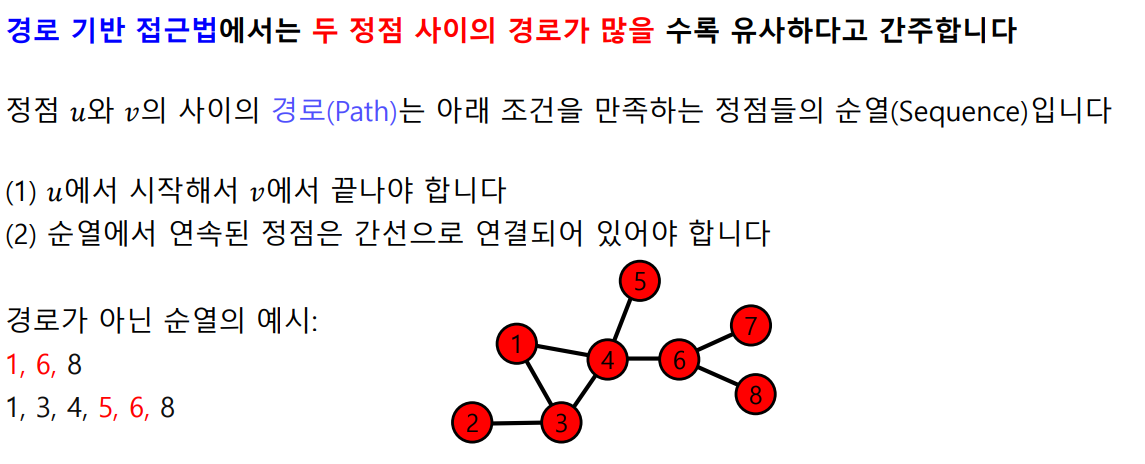 경로 기반 접근법에서는 두 정점 사이의 경로가 많을 수록 유사하다고 간주합니다
정점 u와 v의 사이의 경로(Path)는 아래 조건을 만족하는 정점들의 순열(Sequence)입니다
(1) u에서 시작해서 v에서 끝나야 합니다
(2) 순열에서 연속된 정점은 간선으로 연결되어 있어야 합니다
경로가 아닌 순열의 예시:
1, 6, 8
1, 3, 4, 5, 6, 8
5
7
1
4
6
8
2
3